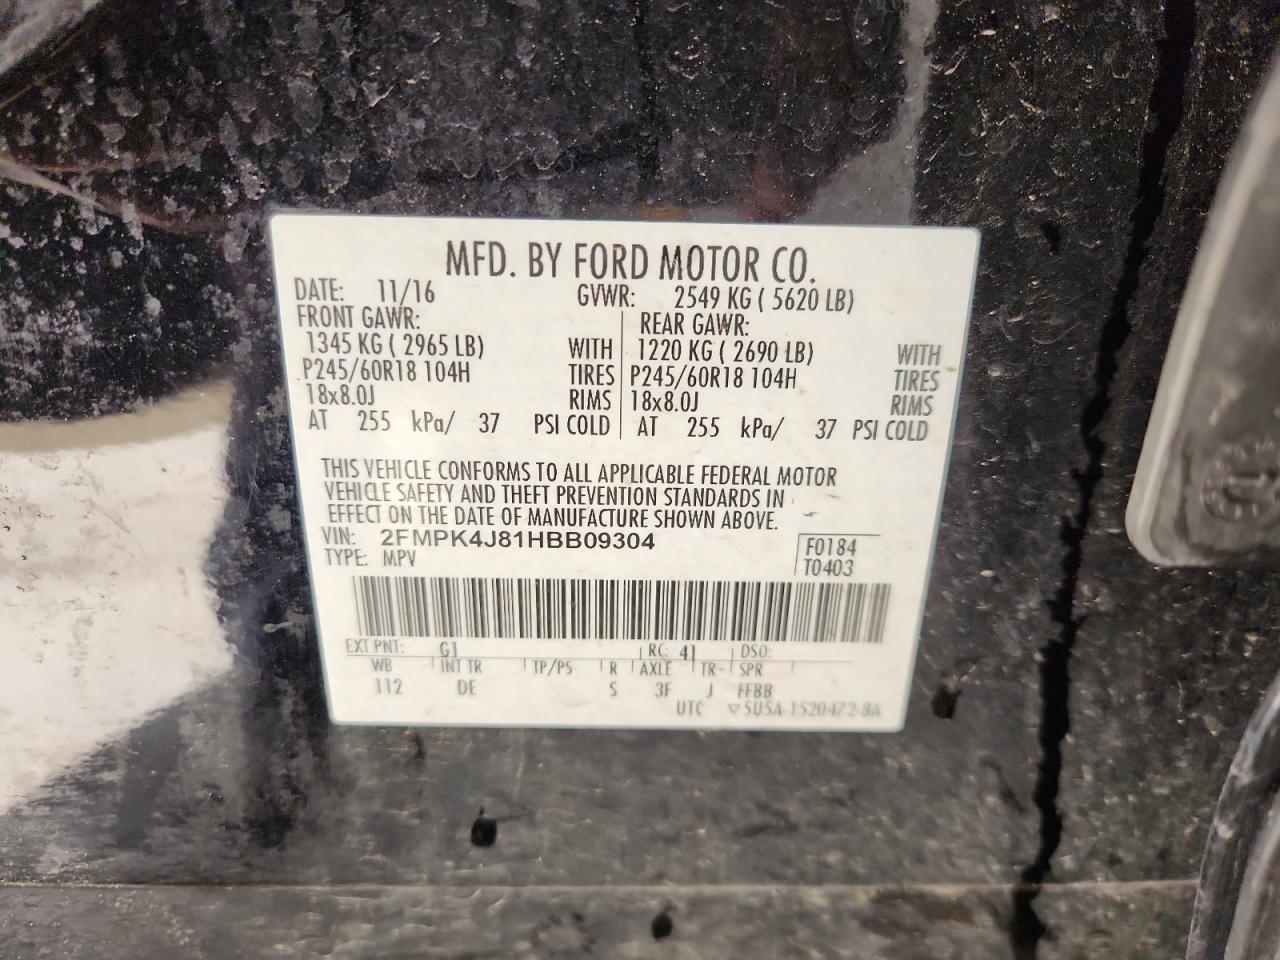 MFD. BY FORD MOTOR CO.
DATE: 11/16 GVWR: 2549 KG ( 5620 LB)
FRONT GAWR: REAR GAWR:
1345 KG ( 2965 LB) WITH 1220 KG ( 2690 LB) WITH
P245/60R18 104H TIRES P245/60R18 104H TIRES
18x8.0J RIMS 18x8.0J RIMS
AT 255 kPa/ 37 PSI COLD AT 255 kPa/ 37 PSI COLD
THIS VEHICLE CONFORMS TO ALL APPLICABLE FEDERAL MOTOR
VEHICLE SAFETY AND THEFT PREVENTION STANDARDS IN
EFFECT ON THE DATE OF MANUFACTURE SHOWN ABOVE.
VIN: 2FMPK4J81HBB09304 F0184
TYPE: MPV T0403
EXT PNT: G1 RC: 41 DSO:
WB INT TR TP/PS R AXLE TR- SPR
112 DE S 3F J FFBB
UTC ▽5U5A-1520472-BA